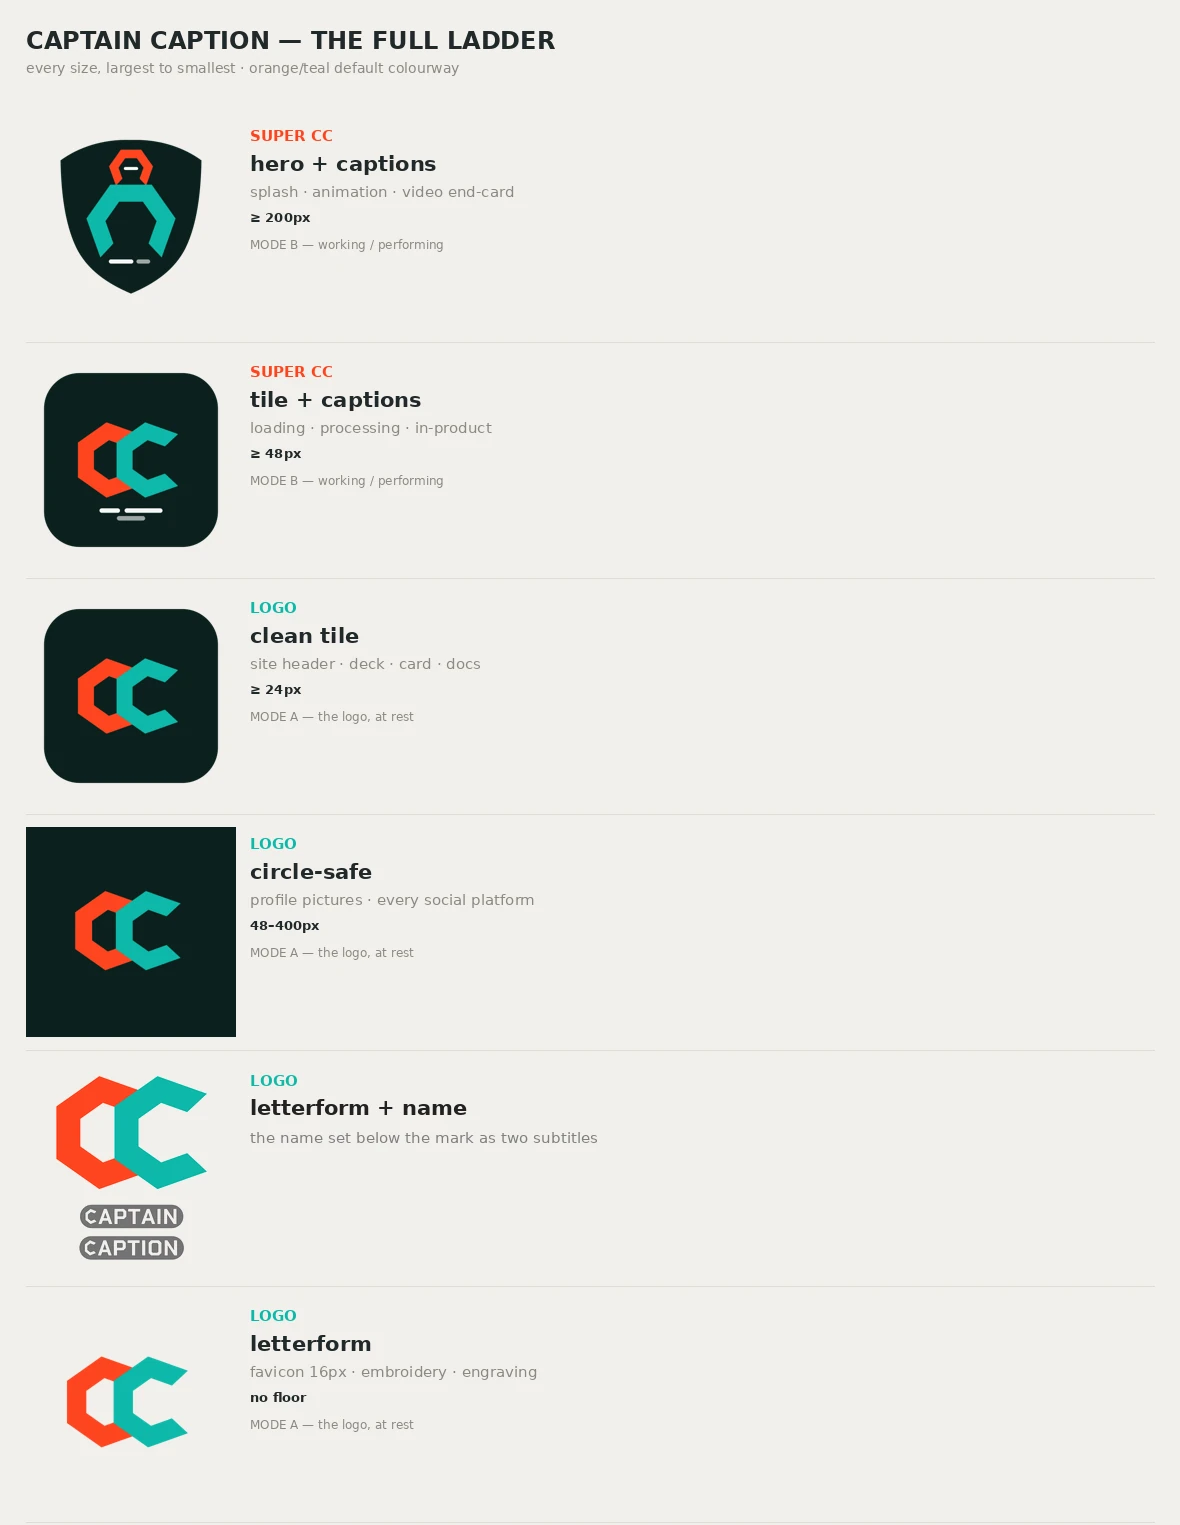 CAPTAIN CAPTION — THE FULL LADDER
every size, largest to smallest · orange/teal default colourway
SUPER CC
hero + captions
splash · animation · video end-card
≥ 200px
MODE B — working / performing
SUPER CC
tile + captions
loading · processing · in-product
≥ 48px
MODE B — working / performing
LOGO
clean tile
site header · deck · card · docs
≥ 24px
MODE A — the logo, at rest
LOGO
circle-safe
profile pictures · every social platform
48–400px
MODE A — the logo, at rest
LOGO
letterform + name
the name set below the mark as two subtitles
CAPTAIN
CAPTION
LOGO
letterform
favicon 16px · embroidery · engraving
no floor
MODE A — the logo, at rest